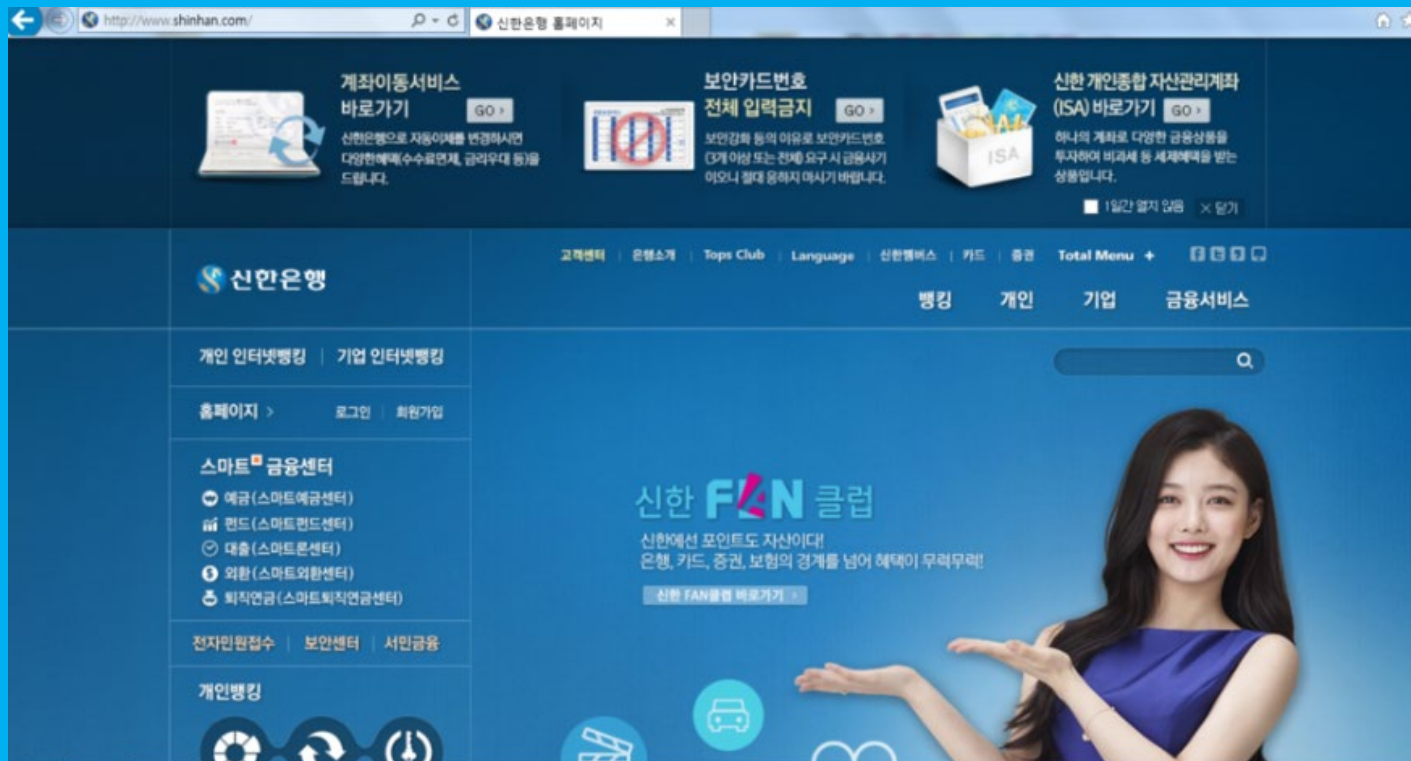 http://www.shinhan.com/
신한은행 홈페이지
계좌이동서비스
바로가기 GO
신한은행으로 자동이체를 변경하시면
다양한혜택(수수료면제, 금리우대 등)을
드립니다.
보안카드번호
전체 입력금지 GO
보안강화 등의 이유로 보안카드번호
(3개 이상 또는 전체) 요구 시 금융사기
이오니 절대 응하지 마시기 바랍니다.
신한 개인종합 자산관리계좌
(ISA) 바로가기 GO
하나의 계좌로 다양한 금융상품을
투자하여 비과세 등 세제혜택을 받는
상품입니다.
ISA
1일간 열지 않음 닫기
신한은행
고객센터 은행소개 Tops Club Language 신한멤버스 카드 증권 Total Menu +
뱅킹 개인 기업 금융서비스
개인 인터넷뱅킹 기업 인터넷뱅킹
홈페이지 로그인 회원가입
스마트 금융센터
예금(스마트예금센터)
펀드(스마트펀드센터)
대출(스마트론센터)
외환(스마트외환센터)
퇴직연금(스마트퇴직연금센터)
전자민원접수 보안센터 서민금융
개인뱅킹
신한 FAN 클럽
신한에선 포인트도 자산이다!
은행, 카드, 증권, 보험의 경계를 넘어 혜택이 무럭무럭!
신한 FAN클럽 바로가기